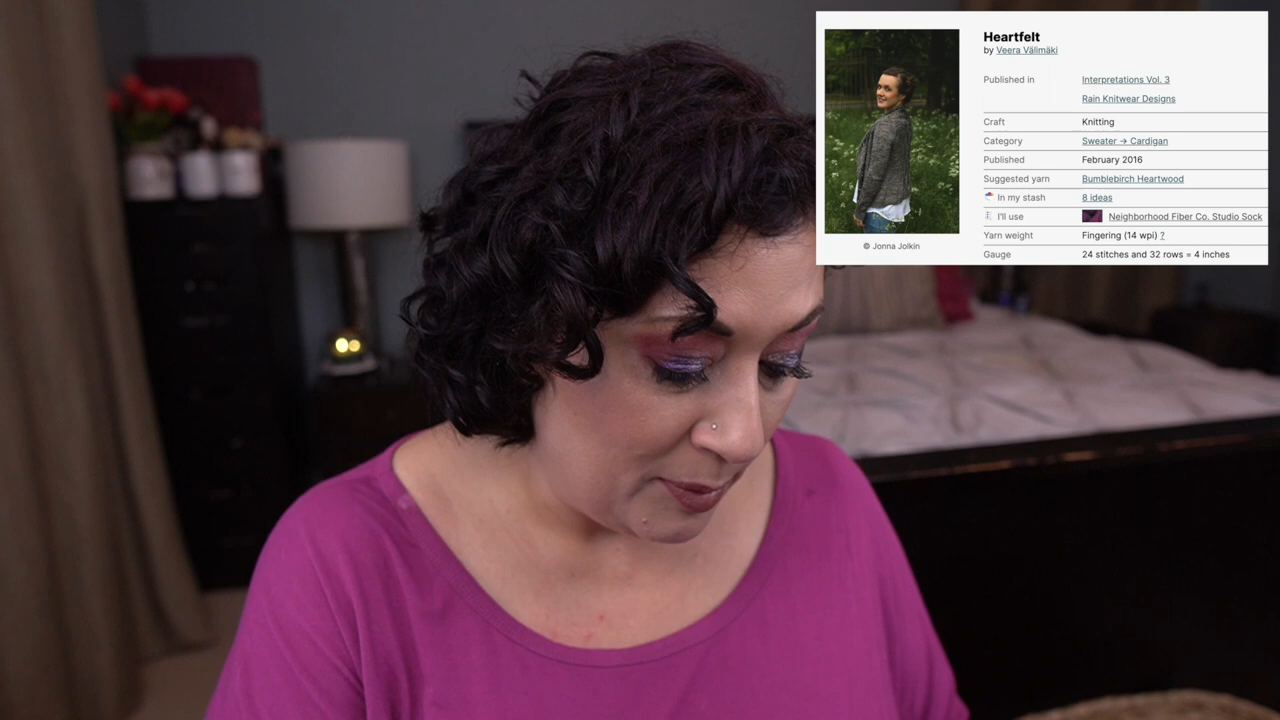 Heartfelt
by Veera Välimäki
Published in Interpretations Vol. 3
Rain Knitwear Designs
Craft Knitting
Category Sweater → Cardigan
Published February 2016
Suggested yarn Bumblebirch Heartwood
In my stash 8 ideas
I'll use Neighborhood Fiber Co. Studio Sock
Yarn weight Fingering (14 wpi) ?
Gauge 24 stitches and 32 rows = 4 inches
© Jonna Jolkin